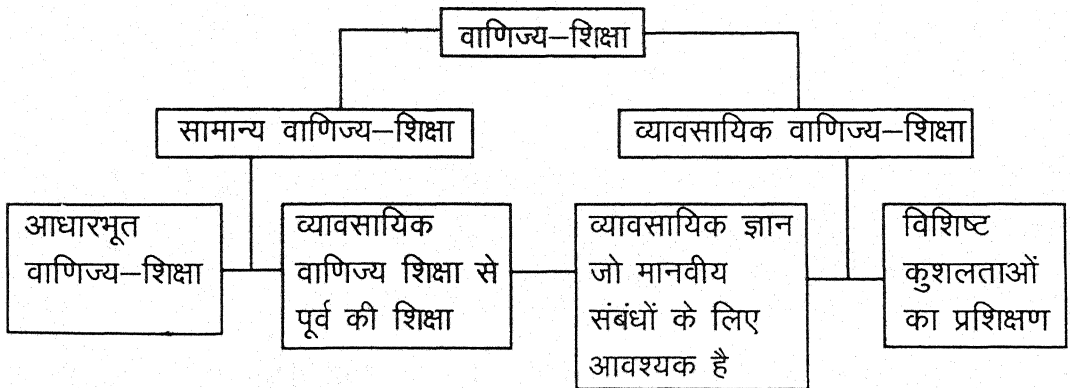 वाणिज्य–शिक्षा
सामान्य वाणिज्य–शिक्षा
व्यावसायिक वाणिज्य–शिक्षा
आधारभूत
वाणिज्य–शिक्षा
व्यावसायिक
वाणिज्य शिक्षा से
पूर्व की शिक्षा
व्यावसायिक ज्ञान
जो मानवीय
संबंधों के लिए
आवश्यक है
विशिष्ट
कुशलताओं
का प्रशिक्षण